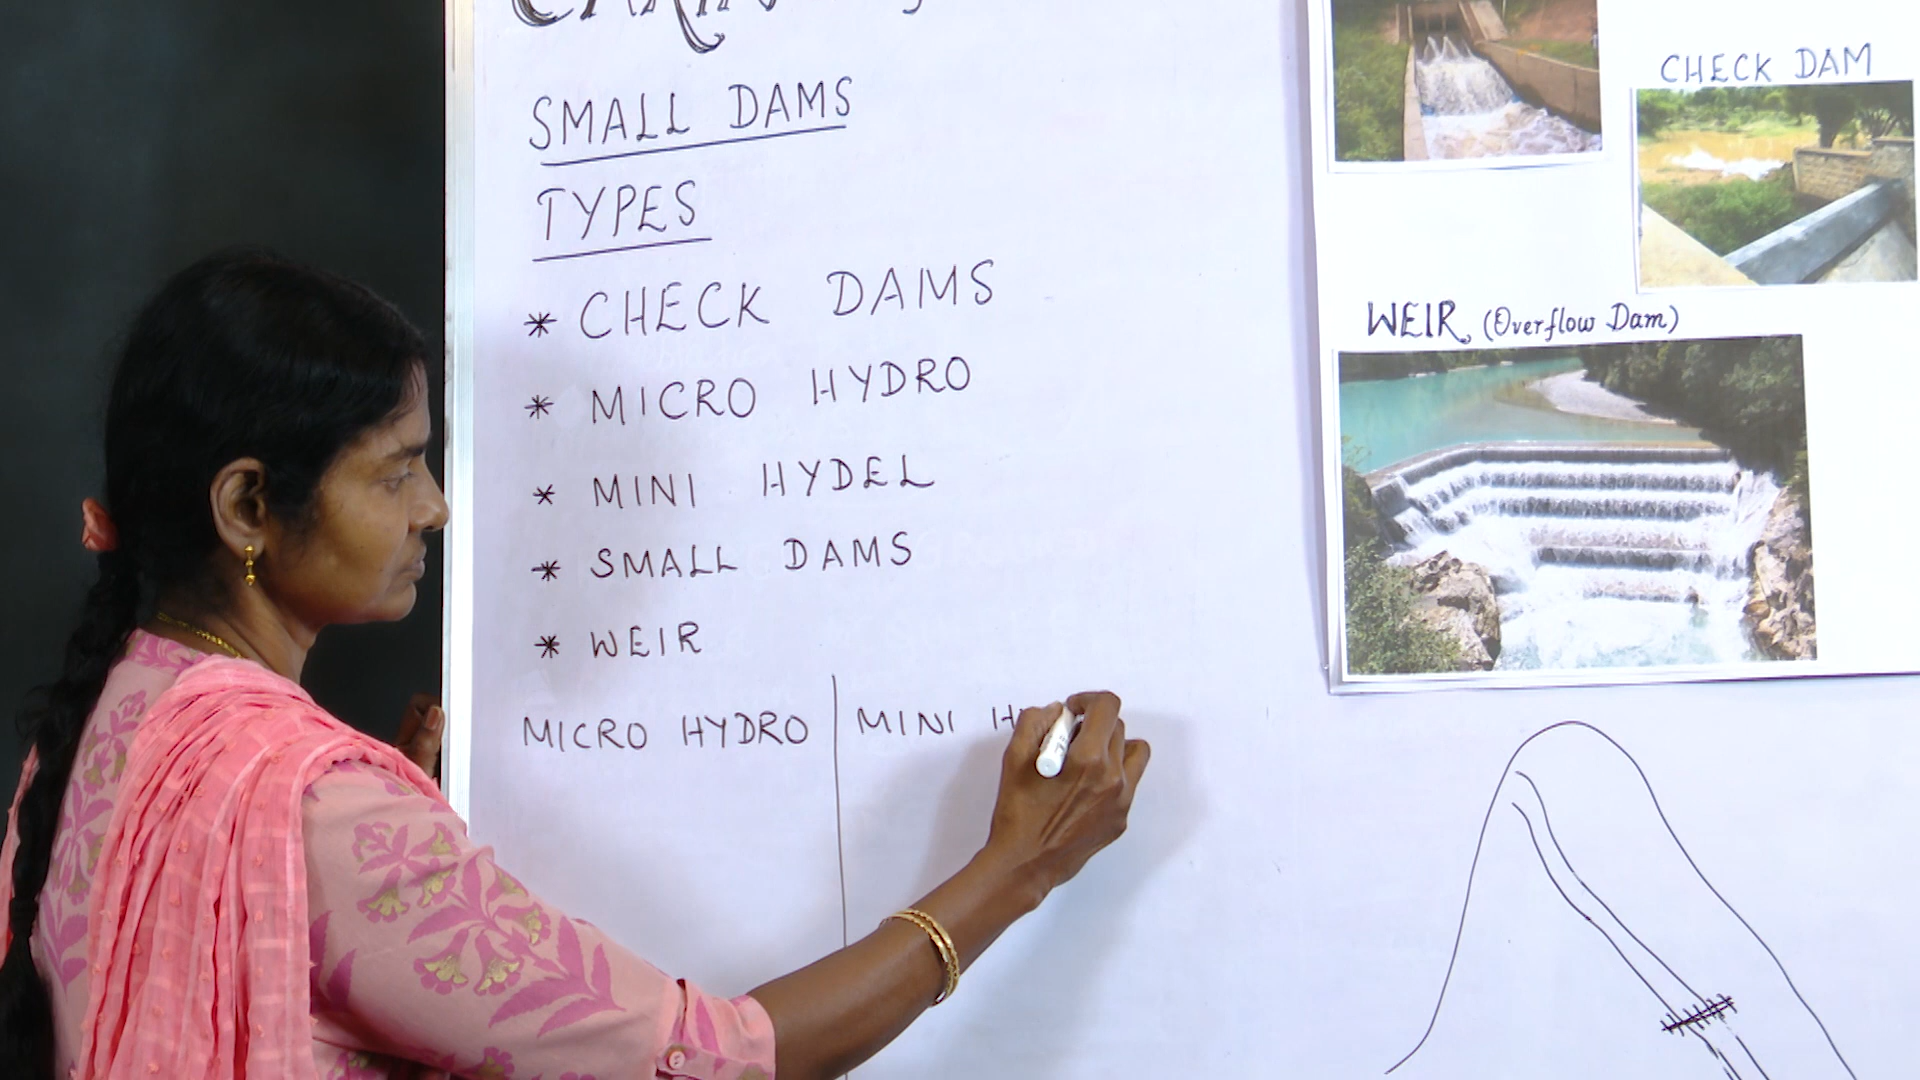 SMALL DAMS
TYPES
* CHECK DAMS
* MICRO HYDRO
* MINI HYDEL
* SMALL DAMS
* WEIR
MICRO HYDRO | MINI
CHECK DAM
WEIR (Overflow Dam)